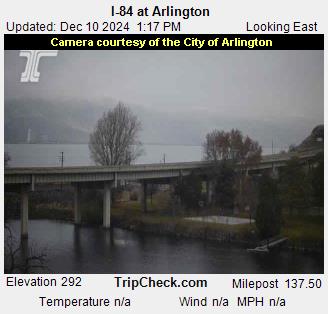 I-84 at Arlington
Updated: Dec 10 2024 1:17 PM Looking East
Camera courtesy of the City of Arlington
Elevation 292 TripCheck.com Milepost 137.50
Temperature n/a Wind n/a MPH n/a